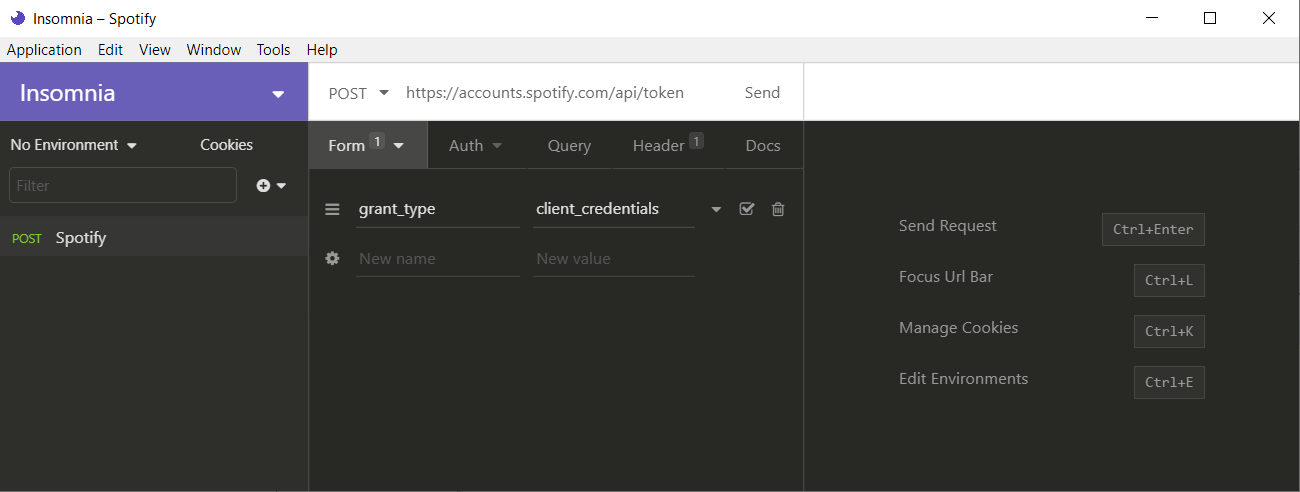 Insomnia – Spotify
Application Edit View Window Tools Help
Insomnia
POST https://accounts.spotify.com/api/token Send
No Environment Cookies
Form 1 Auth Query Header 1 Docs
Filter
grant_type client_credentials
POST Spotify
New name New value
Send Request Ctrl+Enter
Focus Url Bar Ctrl+L
Manage Cookies Ctrl+K
Edit Environments Ctrl+E